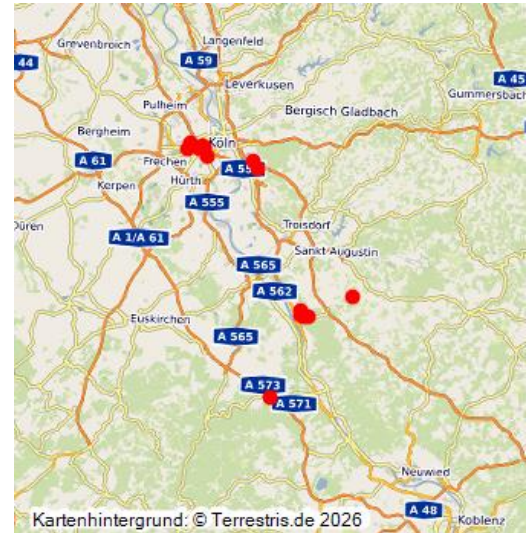 Langenfeld
Grevenbroich
44
A 59
A 45
Leverkusen
Gummersbach
Pulheim
Bergisch Gladbach
Bergheim
Köln
A 61
Frechen
A 55
Kerpen
Hürth
A 555
Düren
Troisdorf
A 1/A 61
Sankt Augustin
A 565
A 562
Euskirchen
A 565
A 573
A 571
Neuwied
A 48
Koblenz
Kartenhintergrund: © Terrestris.de 2026